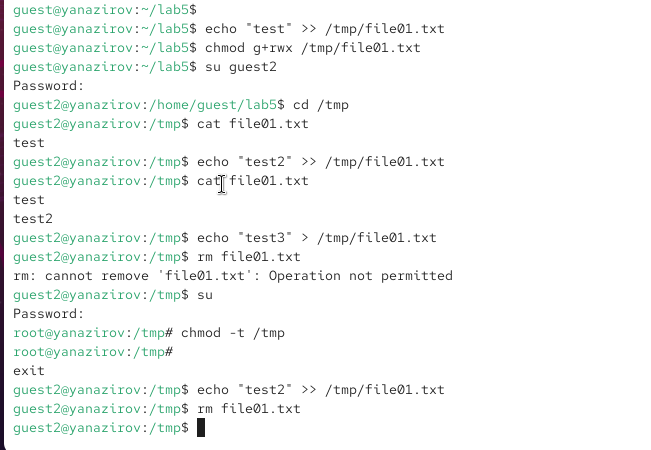 guest@yanazirov:~/lab5$
guest@yanazirov:~/lab5$ echo "test" >> /tmp/file01.txt
guest@yanazirov:~/lab5$ chmod g+rwx /tmp/file01.txt
guest@yanazirov:~/lab5$ su guest2
Password:
guest2@yanazirov:/home/guest/lab5$ cd /tmp
guest2@yanazirov:/tmp$ cat file01.txt
test
guest2@yanazirov:/tmp$ echo "test2" >> /tmp/file01.txt
guest2@yanazirov:/tmp$ cat file01.txt
test
test2
guest2@yanazirov:/tmp$ echo "test3" > /tmp/file01.txt
guest2@yanazirov:/tmp$ rm file01.txt
rm: cannot remove 'file01.txt': Operation not permitted
guest2@yanazirov:/tmp$ su
Password:
root@yanazirov:/tmp# chmod -t /tmp
root@yanazirov:/tmp#
exit
guest2@yanazirov:/tmp$ echo "test2" >> /tmp/file01.txt
guest2@yanazirov:/tmp$ rm file01.txt
guest2@yanazirov:/tmp$